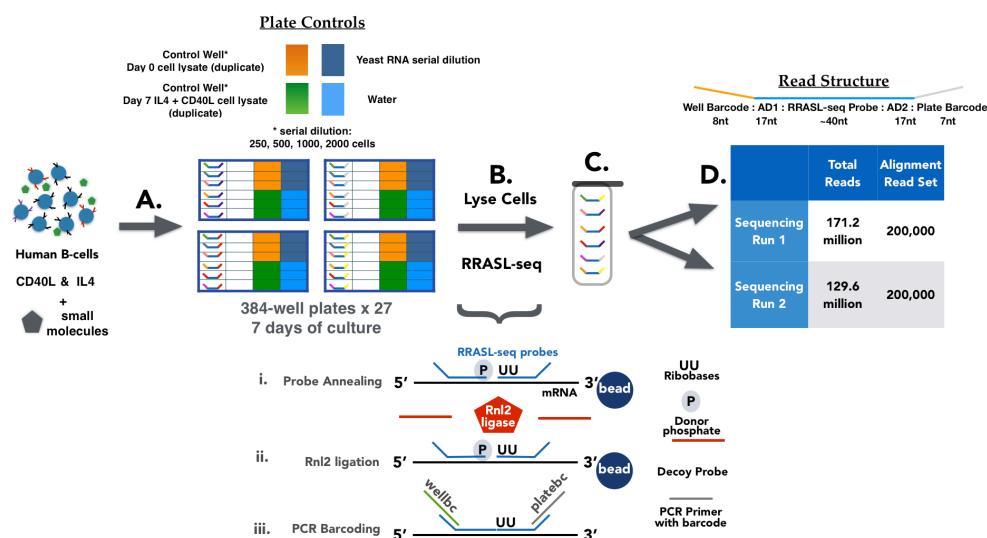 Plate Controls
Control Well*
Day 0 cell lysate (duplicate)
Yeast RNA serial dilution
Control Well*
Day 7 IL4 + CD40L cell lysate
(duplicate)
Water
* serial dilution:
250, 500, 1000, 2000 cells
Read Structure
Well Barcode : AD1 : RRASL-seq Probe : AD2 : Plate Barcode
8nt 17nt ~40nt 17nt 7nt
A.
B.
Lyse Cells
RRASL-seq
C.
D.
Total
Reads
Alignment
Read Set
Sequencing
Run 1
171.2
million
200,000
Sequencing
Run 2
129.6
million
200,000
Human B-cells
CD40L & IL4
+
small
molecules
384-well plates x 27
7 days of culture
RRASL-seq probes
i. Probe Annealing 5’ P UU 3’ bead
mRNA
Rnl2
ligase
ii. Rnl2 ligation 5’ P UU 3’ bead
wellbc
platebc
iii. PCR Barcoding 5’ UU 3’
UU
Ribobases
P
Donor
phosphate
Decoy Probe
PCR Primer
with barcode